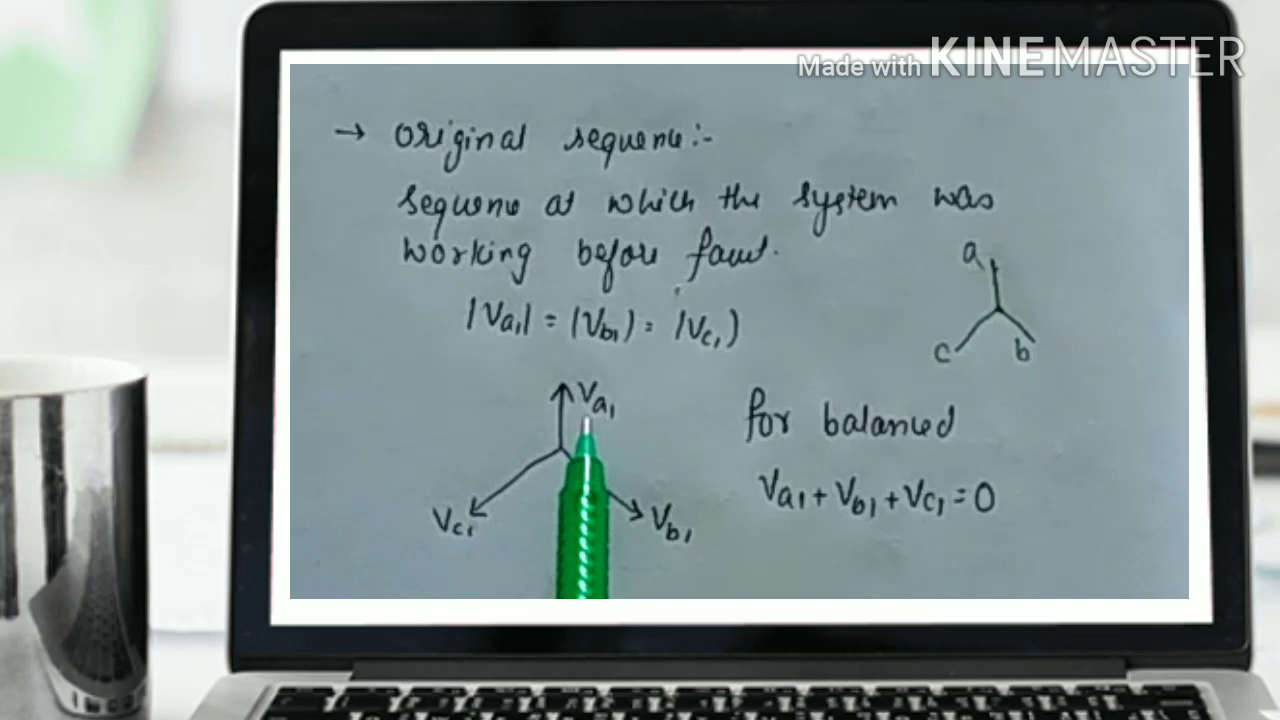 Made with KINEMASTER
→ original sequence:-
sequence at which the system was
working before fault.
|Va1| = |Vb1| = |Vc1|
a
c b
Va1
Vc1 Vb1
for balanced
Va1 + Vb1 + Vc1 = 0